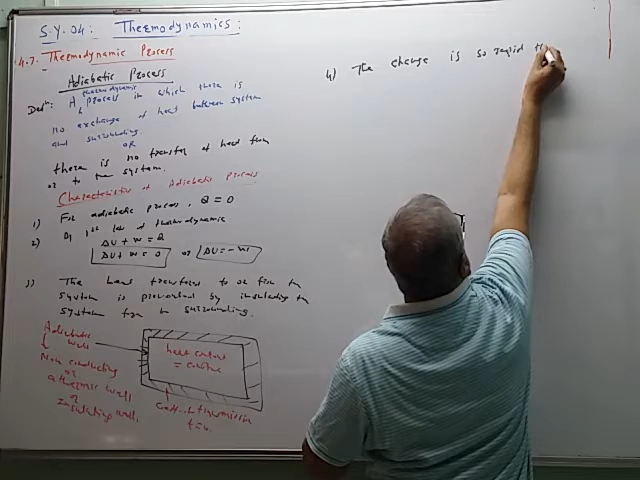 S.Y. 04: Thermodynamics:
4.7. Thermodynamic Process
Adiabatic Process
Defn: A thermodynamic process in which there is
no exchange of heat between system
and surrounding.
OR
there is no transfer of heat from
or to the system.
Characteristics of Adiabatic Process
1) For adiabatic process, Q = 0
2) By 1st law of thermodynamic
ΔU + W = Q
ΔU + W = 0 or ΔU = - W
3) The heat transfer to or from the
system is prevented by insulating the
system from the surrounding.
Adiabatic wall
Non conducting
or
athermic wall
or
Insulating wall.
heat content
=
4) The change is so rapid th